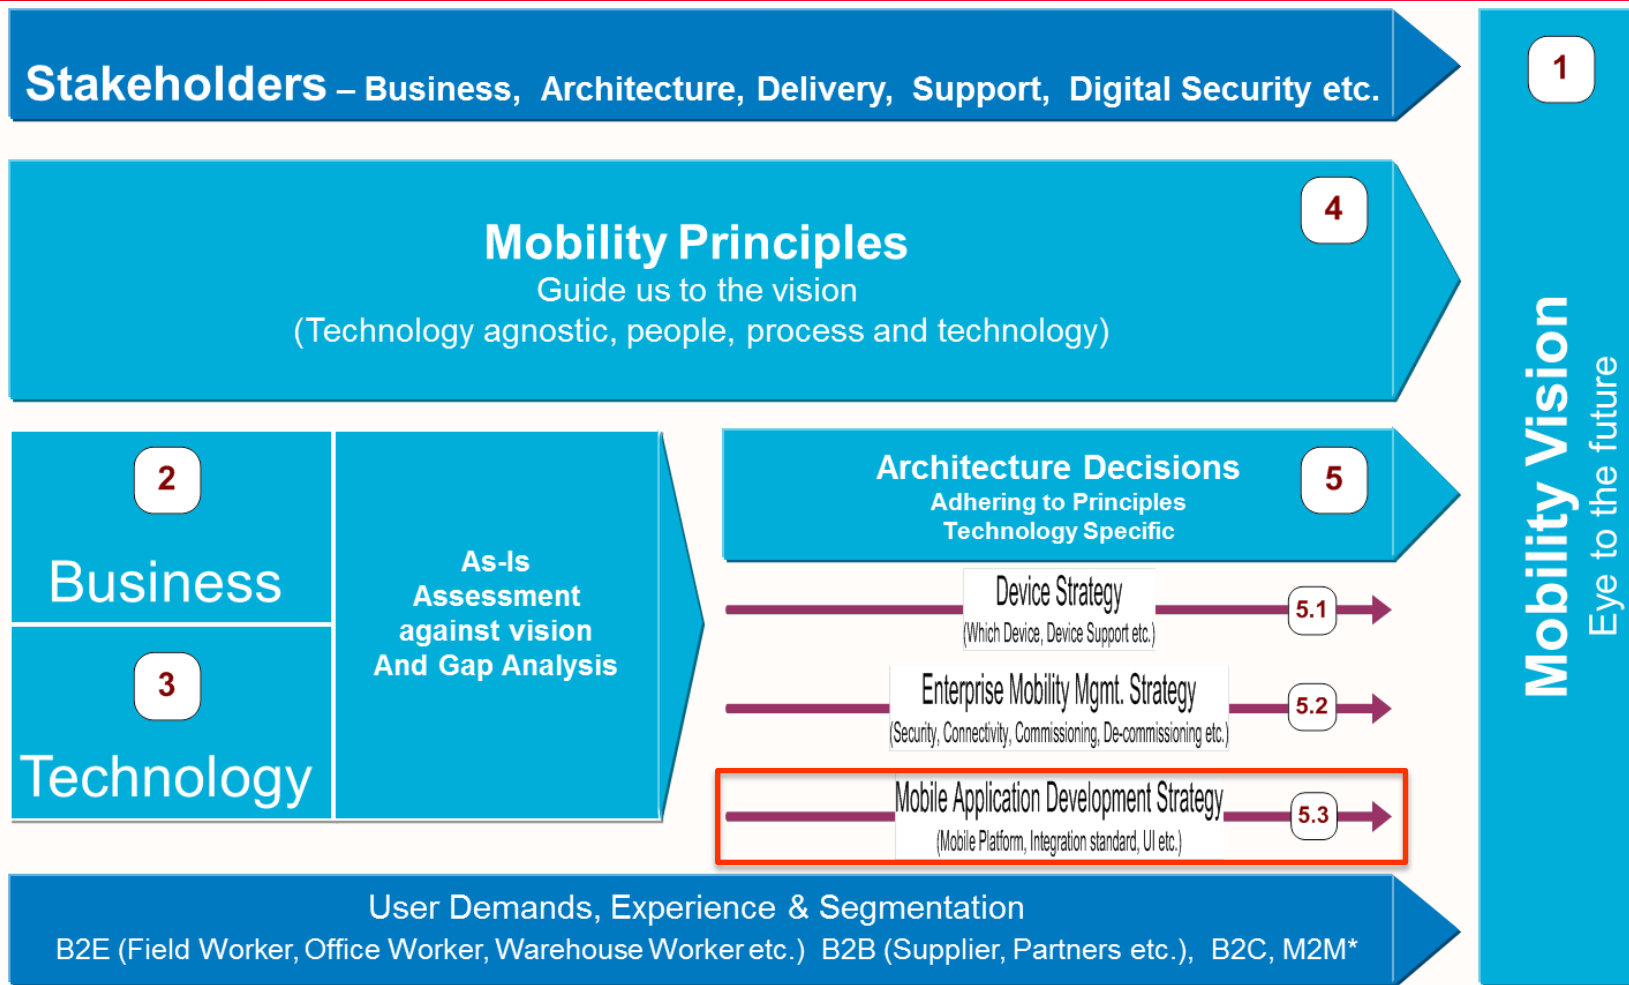 Stakeholders – Business, Architecture, Delivery, Support, Digital Security etc.
1
4
Mobility Principles
Guide us to the vision
(Technology agnostic, people, process and technology)
2
Business
3
Technology
As-Is
Assessment
against vision
And Gap Analysis
Architecture Decisions
Adhering to Principles
Technology Specific
5
Device Strategy
(Which Device, Device Support etc.)
5.1
Enterprise Mobility Mgmt. Strategy
(Security, Connectivity, Commissioning, De-commissioning etc.)
5.2
Mobile Application Development Strategy
(Mobile Platform, Integration standard, UI etc.)
5.3
User Demands, Experience & Segmentation
B2E (Field Worker, Office Worker, Warehouse Worker etc.) B2B (Supplier, Partners etc.), B2C, M2M*
Mobility Vision
Eye to the future